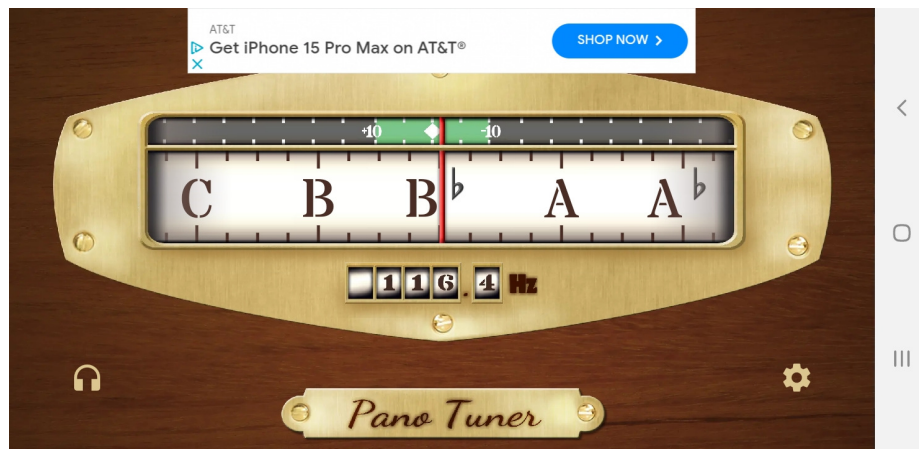 AT&T
Get iPhone 15 Pro Max on AT&T®
SHOP NOW
+10 -10
C B B♭ A A♭
116.4 Hz
Pano Tuner